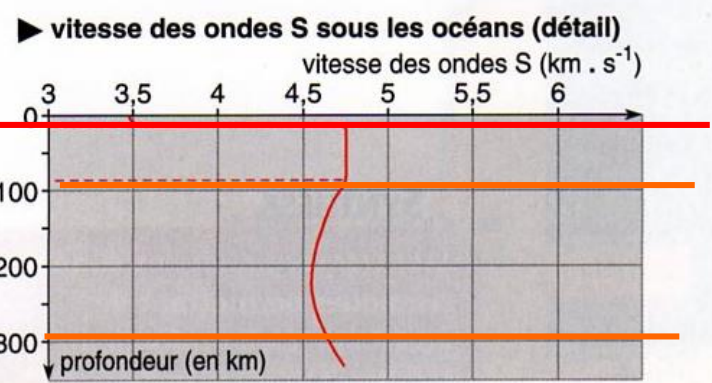 ▶ vitesse des ondes S sous les océans (détail)
vitesse des ondes S (km . s⁻¹)
3 3,5 4 4,5 5 5,5 6
0
100
200
300
profondeur (en km)